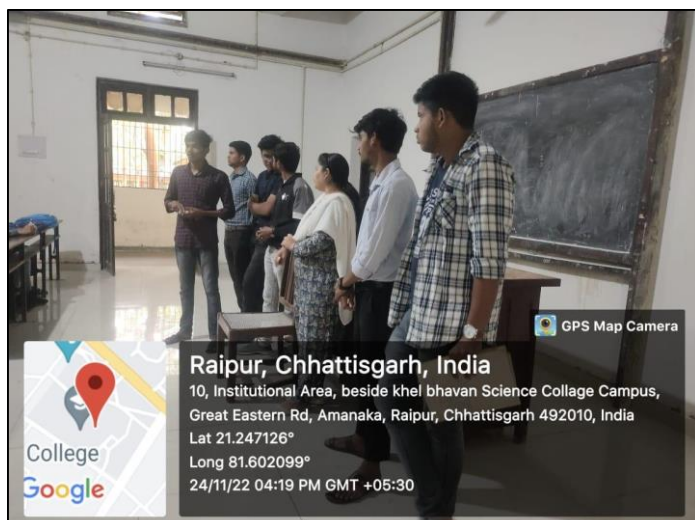 GPS Map Camera
Raipur, Chhattisgarh, India
10, Institutional Area, beside khel bhavan Science Collage Campus,
Great Eastern Rd, Amanaka, Raipur, Chhattisgarh 492010, India
Lat 21.247126°
Long 81.602099°
24/11/22 04:19 PM GMT +05:30
College
Google